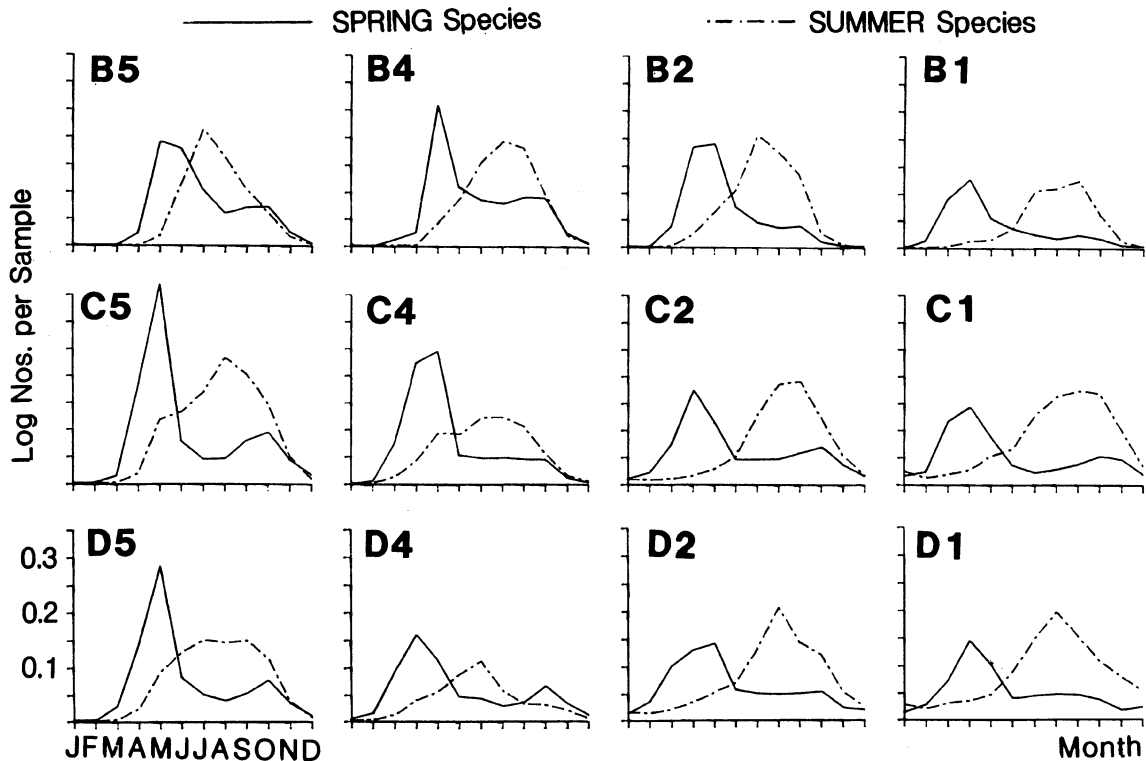 SPRING Species SUMMER Species
B5 B4 B2 B1
Log Nos. per Sample
C5 C4 C2 C1
D5 D4 D2 D1
0.3
0.2
0.1
JFMAMJJASOND Month